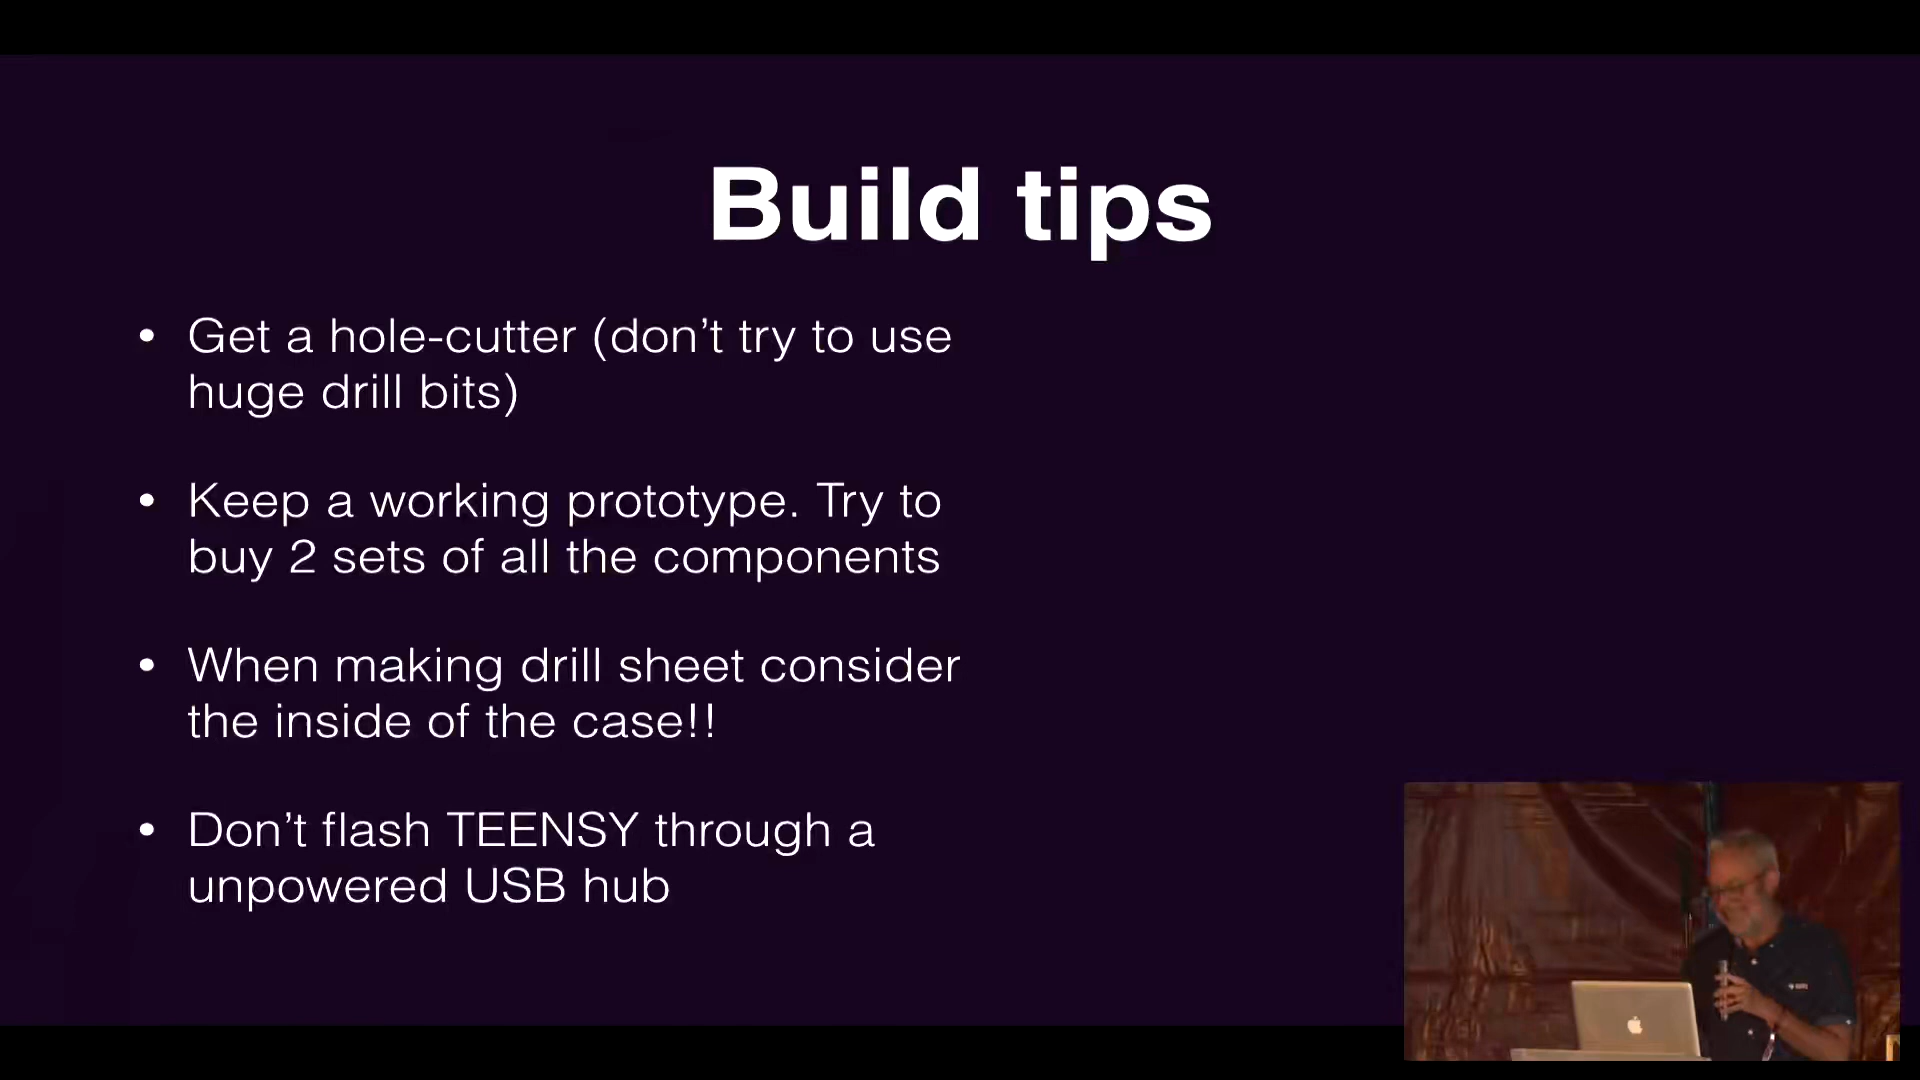 Build tips
• Get a hole-cutter (don’t try to use
huge drill bits)
• Keep a working prototype. Try to
buy 2 sets of all the components
• When making drill sheet consider
the inside of the case!!
• Don’t flash TEENSY through a
unpowered USB hub